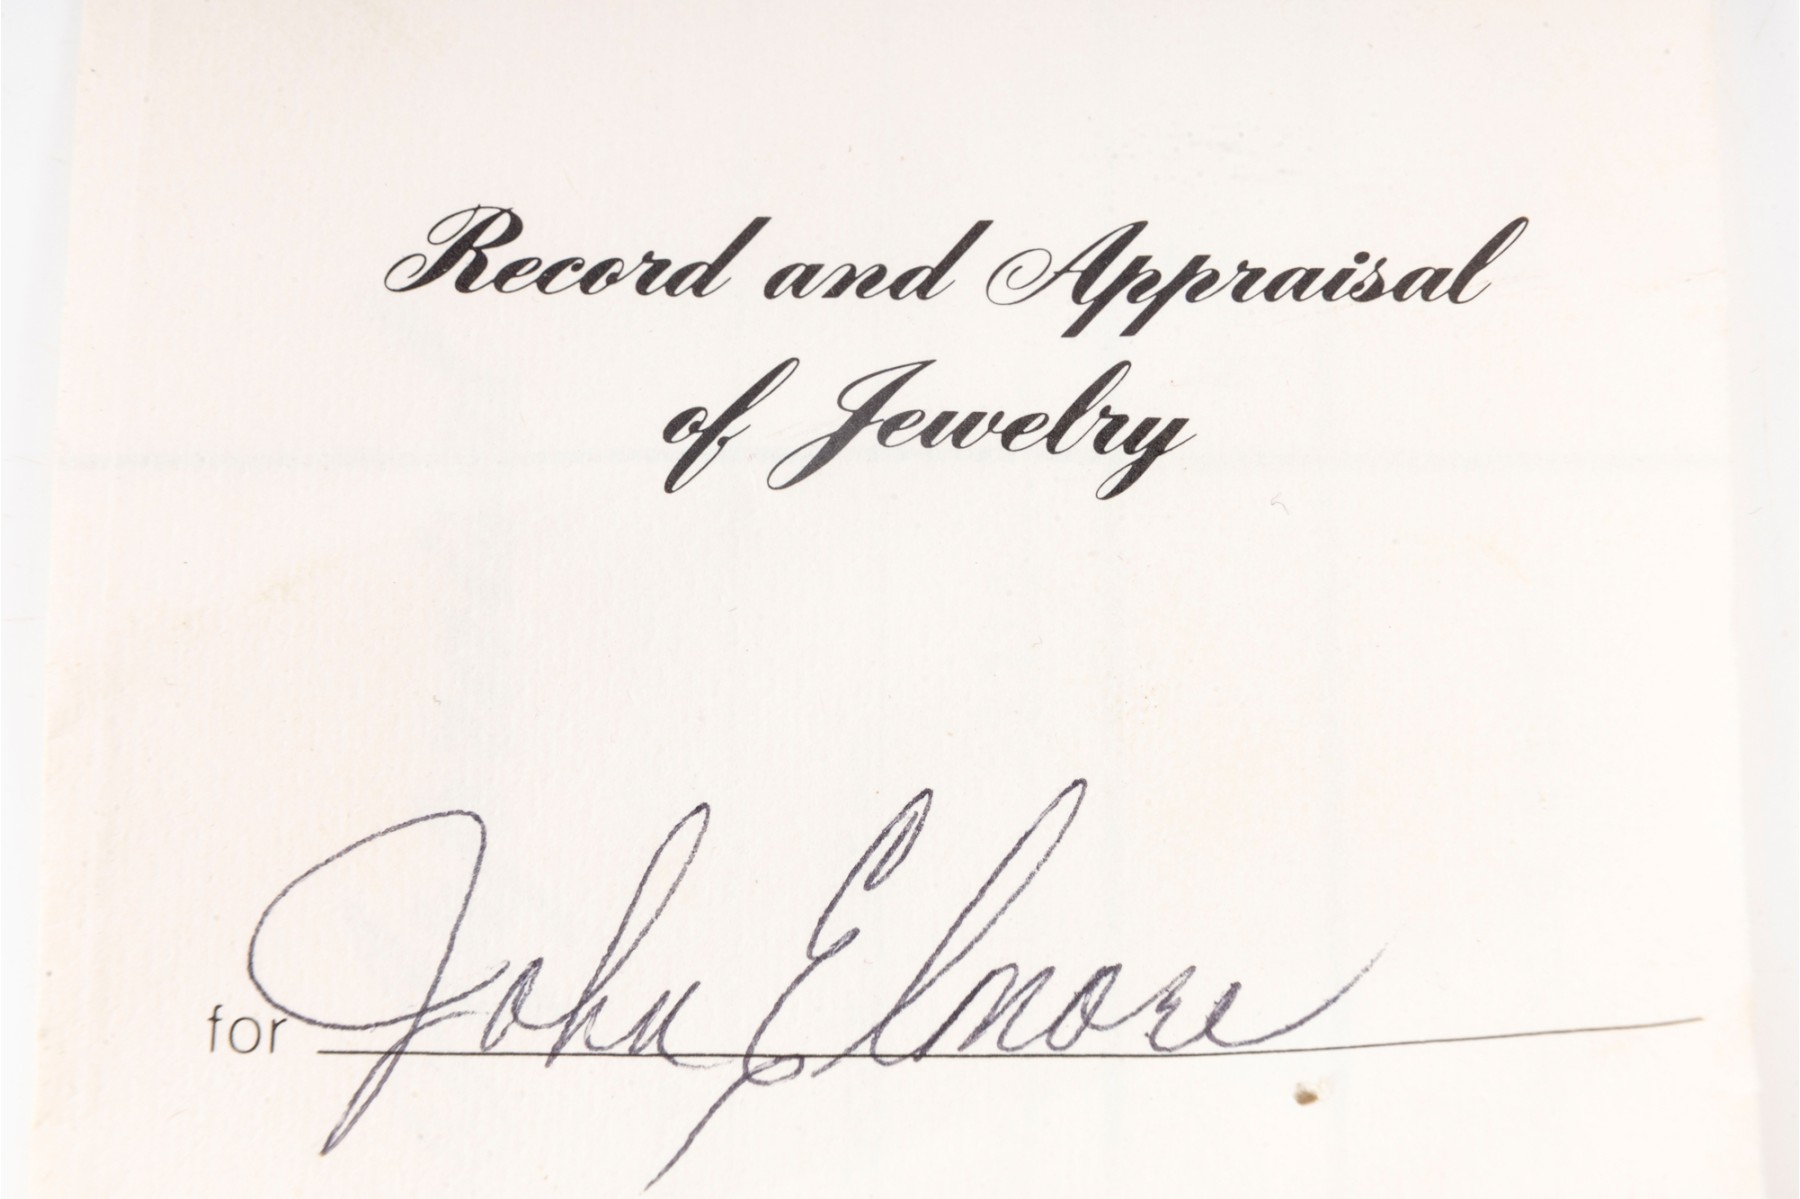 Record and Appraisal
of Jewelry
for John Elmore